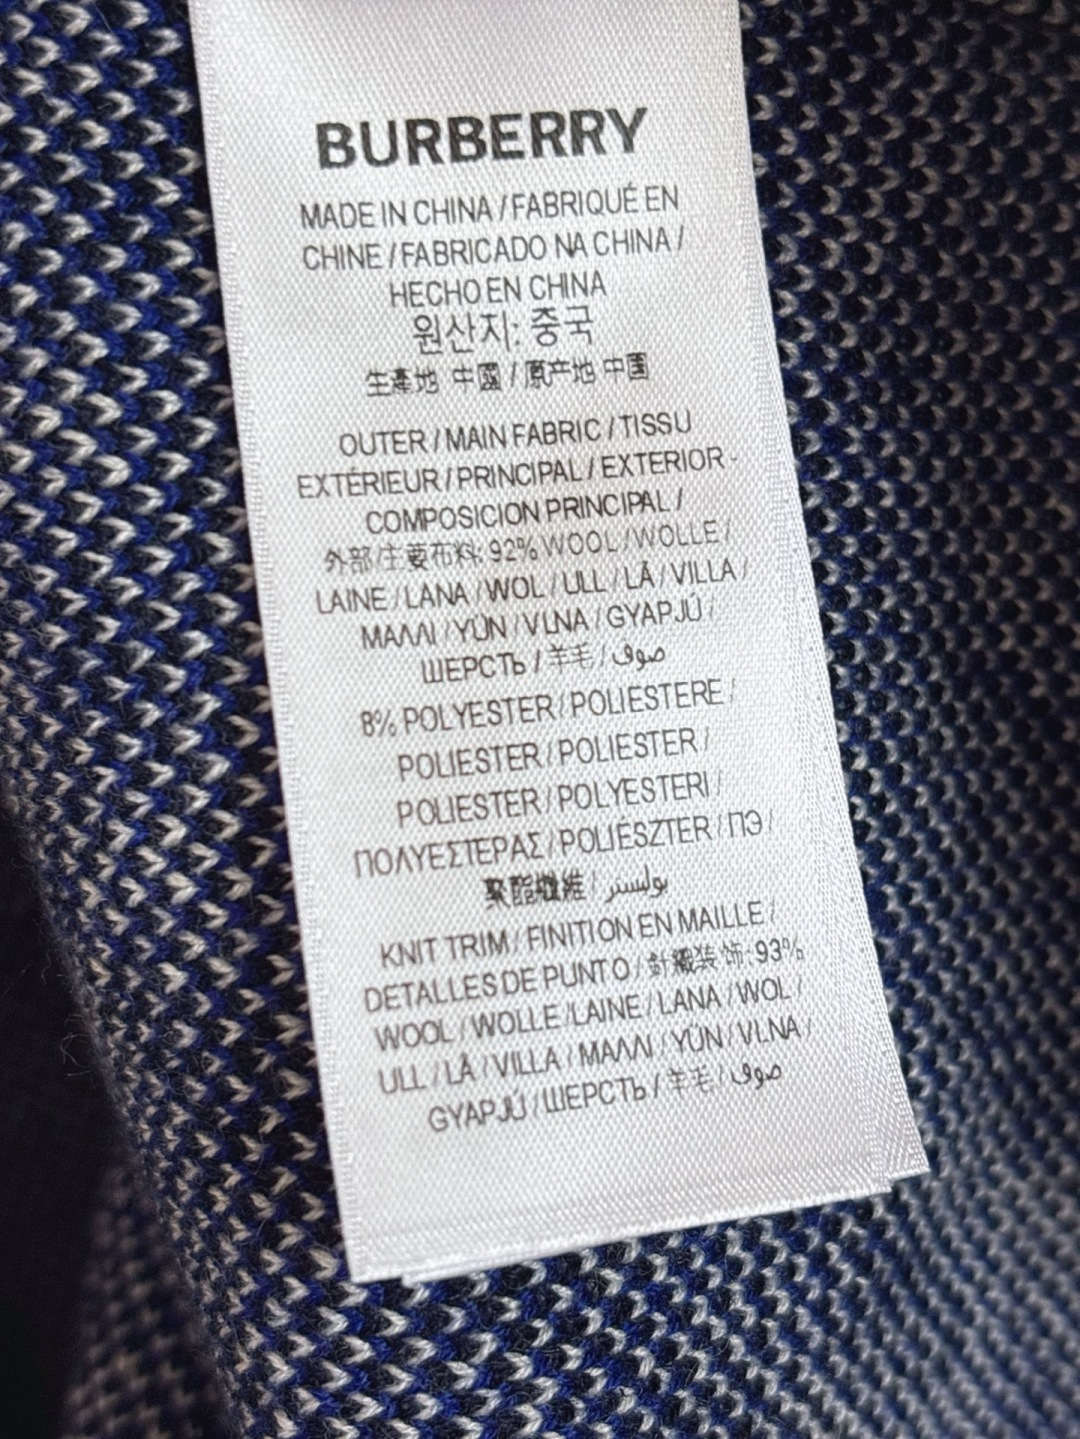 BURBERRY
MADE IN CHINA / FABRIQUÉ EN
CHINE / FABRICADO NA CHINA /
HECHO EN CHINA
원산지: 중국
生產地 中國 / 原产地 中国
OUTER / MAIN FABRIC / TISSU
EXTÉRIEUR / PRINCIPAL / EXTERIOR -
COMPOSICION PRINCIPAL /
外部/主要布料: 92% WOOL / WOLLE /
LAINE / LANA / WOL / ULL / LÃ / VILLA /
ΜΑΛΛΙ / YÜN / VLNA / GYAPJÚ /
ШЕРСТЬ / 羊毛 / صوف
8% POLYESTER / POLIESTERE /
POLIESTER / POLIESTER /
POLIESTER / POLYESTERI /
ΠΟΛΥΕΣΤΕΡΑΣ / POLIESZTER / ПЭ /
聚酯纖維 / بوليستر
KNIT TRIM / FINITION EN MAILLE /
DETALLES DE PUNTO / 針織装饰: 93%
WOOL / WOLLE /LAINE / LANA / WOL /
ULL / LÃ / VILLA / ΜΑΛΛΙ / YÜN / VLNA /
GYAPJÚ / ШЕРСТЬ / 羊毛 / صوف